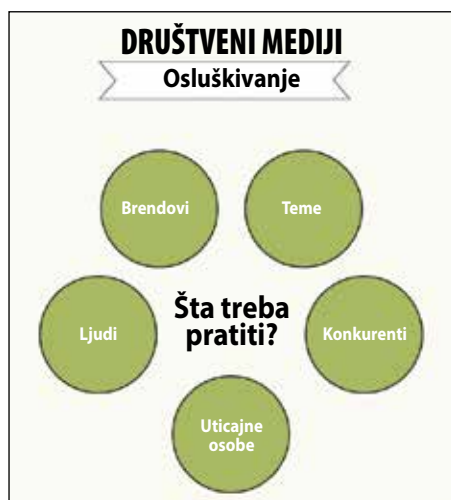 DRUŠTVENI MEDIJI
Osluškivanje
Brendovi
Teme
Ljudi
Šta treba
pratiti?
Konkurenti
Uticajne
osobe